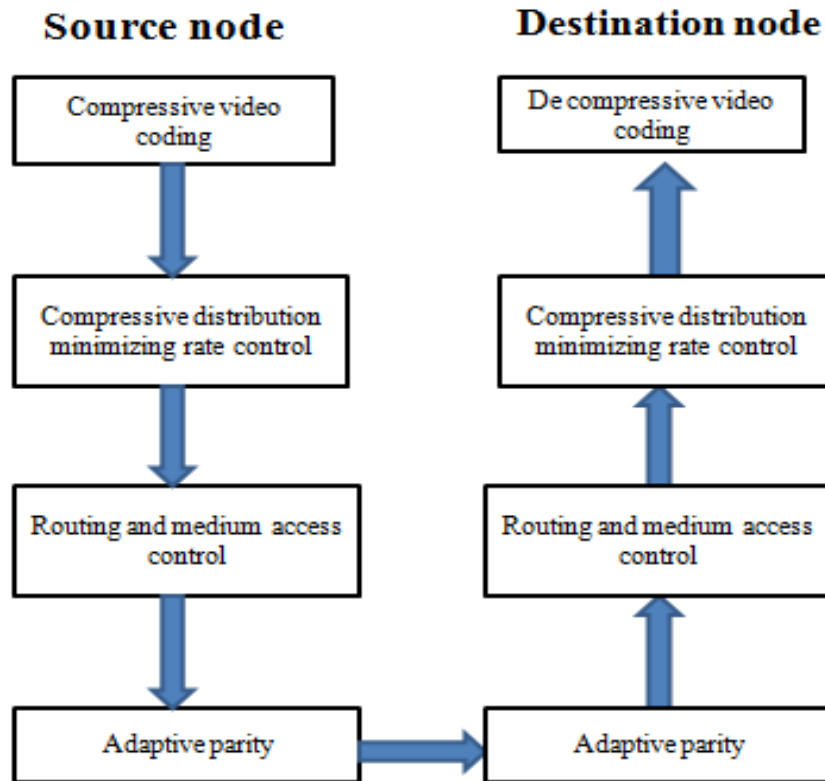 Source node
Compressive video
coding
Compressive distribution
minimizing rate control
Routing and medium access
control
Adaptive parity
Destination node
De compressive video
coding
Compressive distribution
minimizing rate control
Routing and medium access
control
Adaptive parity